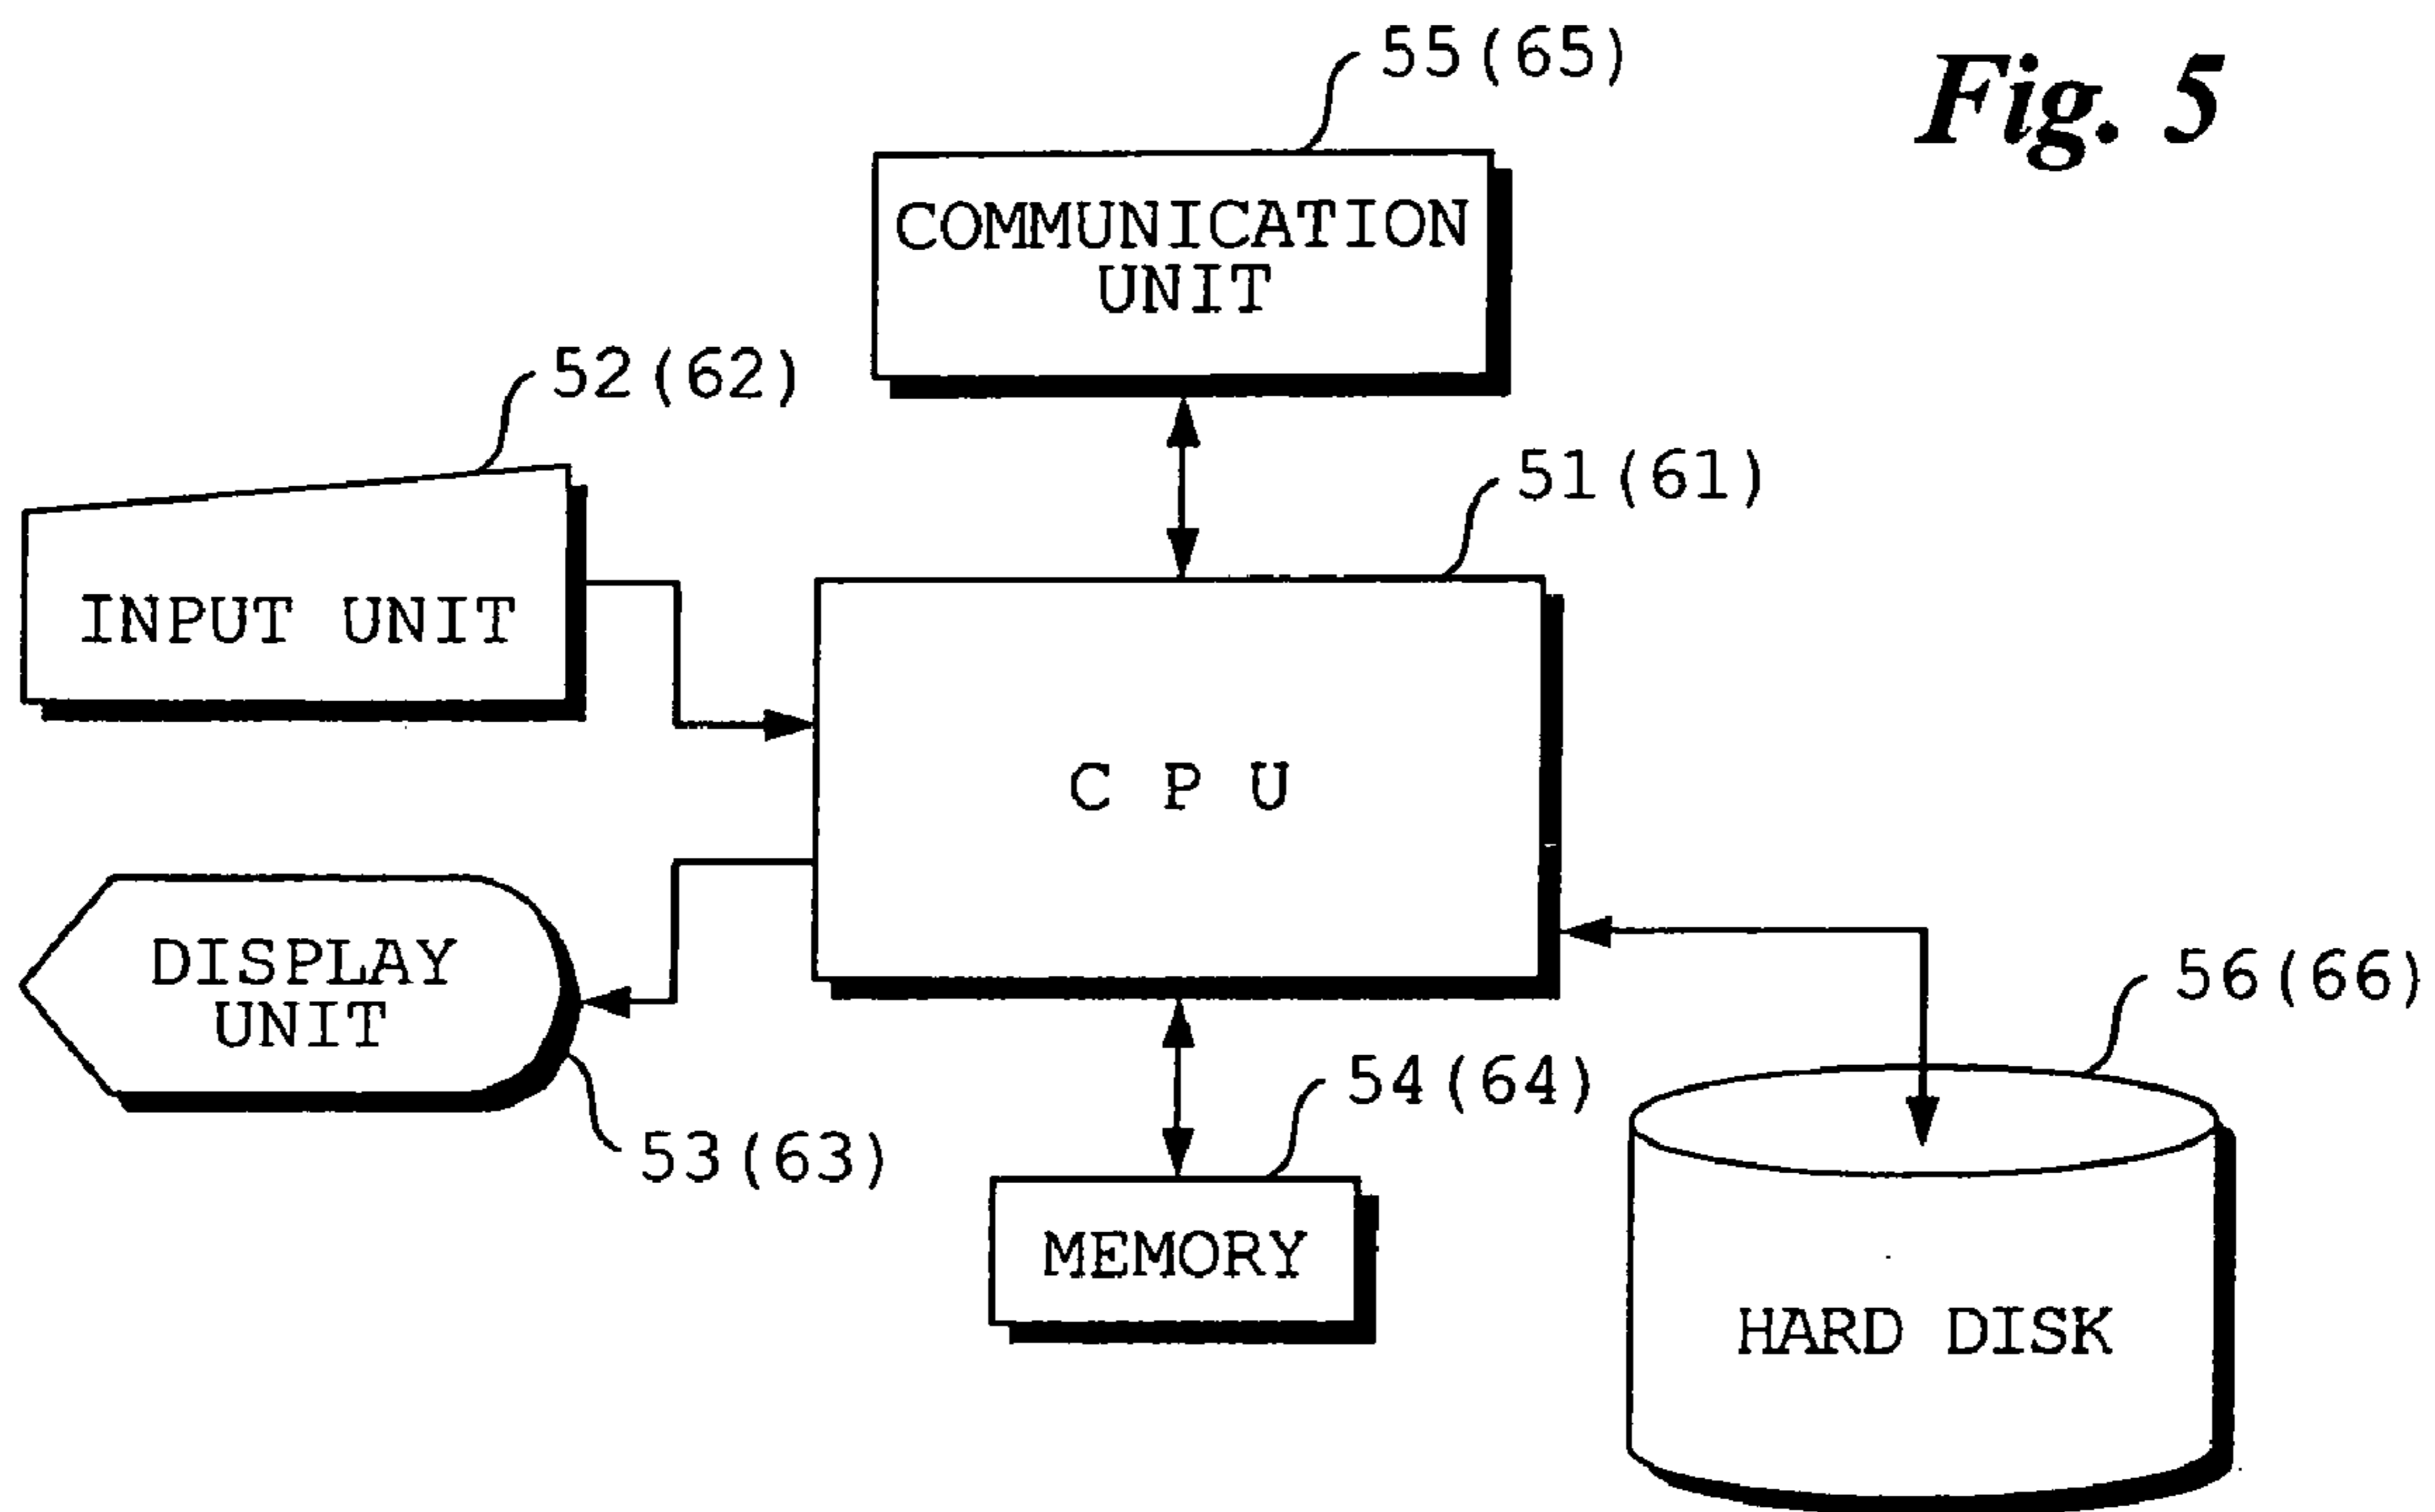 55(65)
Fig. 5
COMMUNICATION
UNIT
52(62)
51(61)
INPUT UNIT
C P U
DISPLAY
UNIT
56(66)
54(64)
53(63)
MEMORY
HARD DISK